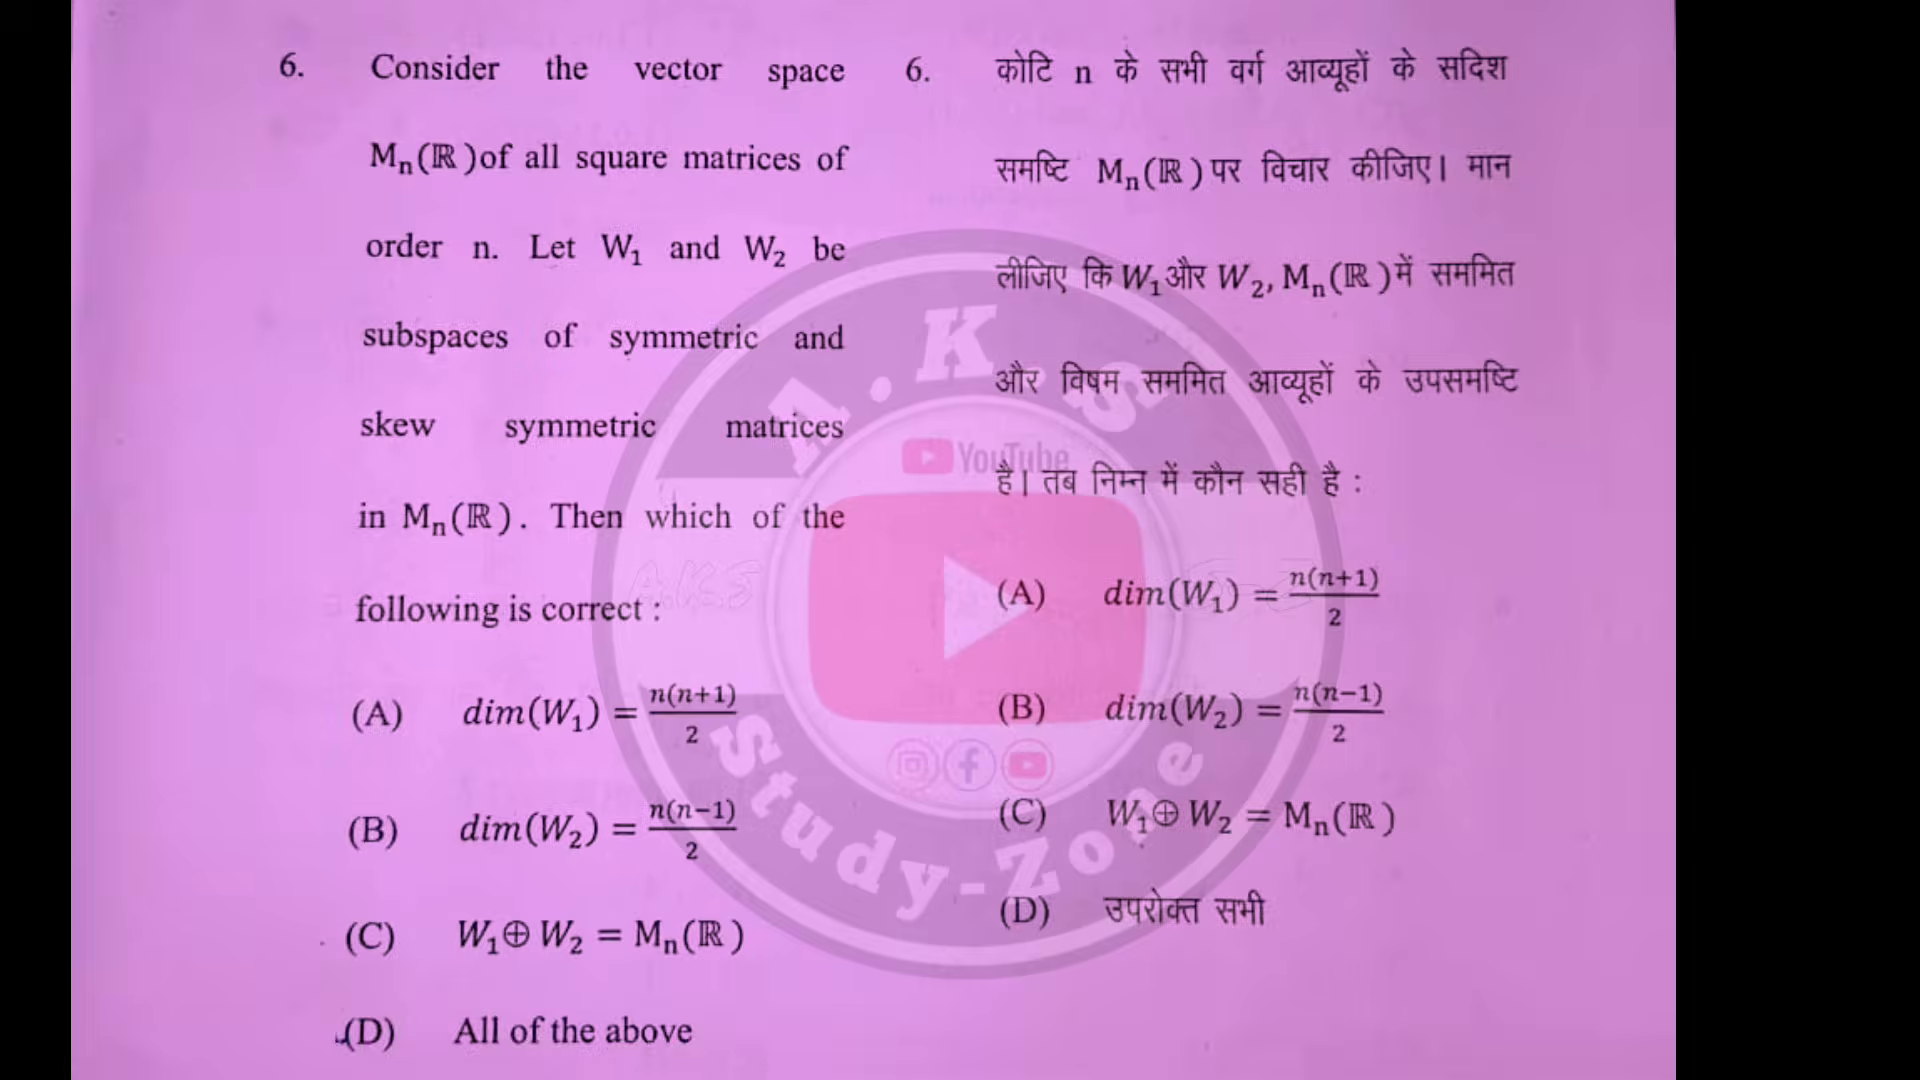 6. Consider the vector space
Mₙ(ℝ)of all square matrices of
order n. Let W₁ and W₂ be
subspaces of symmetric and
skew symmetric matrices
in Mₙ(ℝ). Then which of the
following is correct :
(A) dim(W₁) = n(n+1)/2
(B) dim(W₂) = n(n−1)/2
(C) W₁⊕ W₂ = Mₙ(ℝ)
(D) All of the above
6. कोटि n के सभी वर्ग आव्यूहों के सदिश
समष्टि Mₙ(ℝ) पर विचार कीजिए। मान
लीजिए कि W₁और W₂, Mₙ(ℝ)में सममित
और विषम सममित आव्यूहों के उपसमष्टि
है। तब निम्न में कौन सही है :
(A) dim(W₁) = n(n+1)/2
(B) dim(W₂) = n(n−1)/2
(C) W₁⊕ W₂ = Mₙ(ℝ)
(D) उपरोक्त सभी
A.K.S
YouTube
AKS
Study-Zone